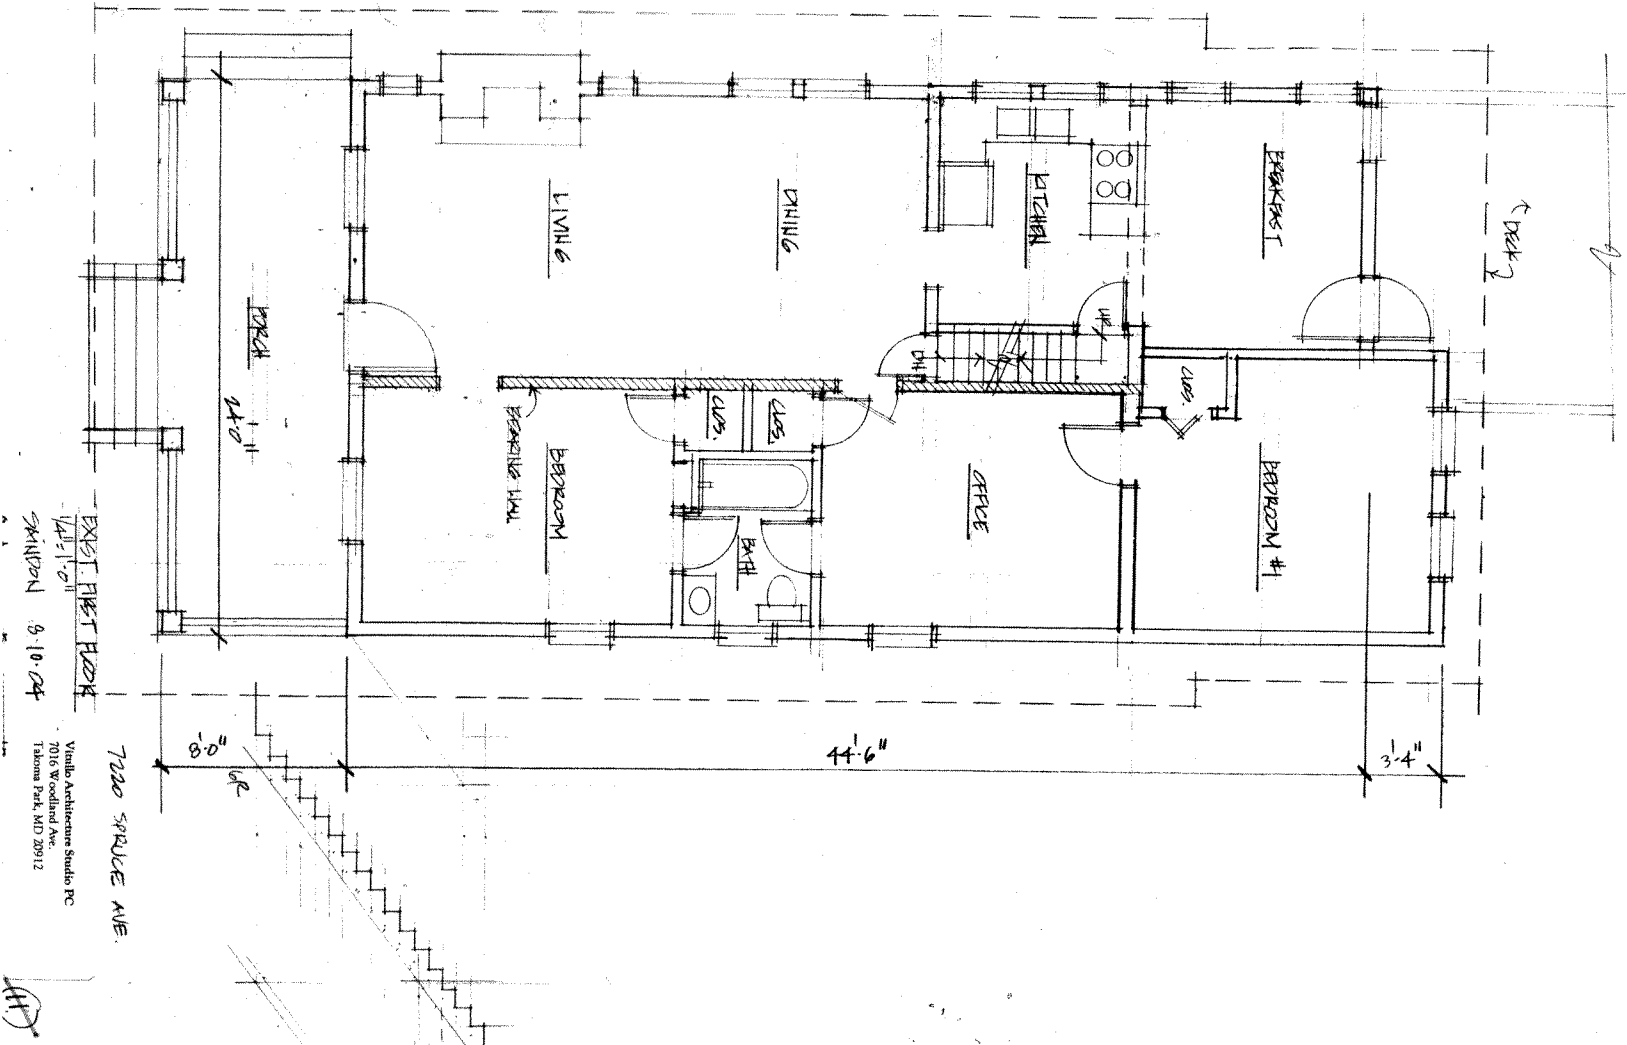 LIVING
DINING
KITCHEN
BREAKFAST
DECK
PORCH
24'-0"
UP
DN
CLOS.
CLOS.
CLOS.
BEARING WALL
BEDROOM
BATH
OFFICE
BEDROOM #1
8'-0"
44'-6"
3'-4"
6R
7220 SPRUCE AVE.
EXIST. FIRST FLOOR
1/4"=1'-0"
Vitullo Architecture Studio PC
7016 Woodland Ave.
Takoma Park, MD 20912